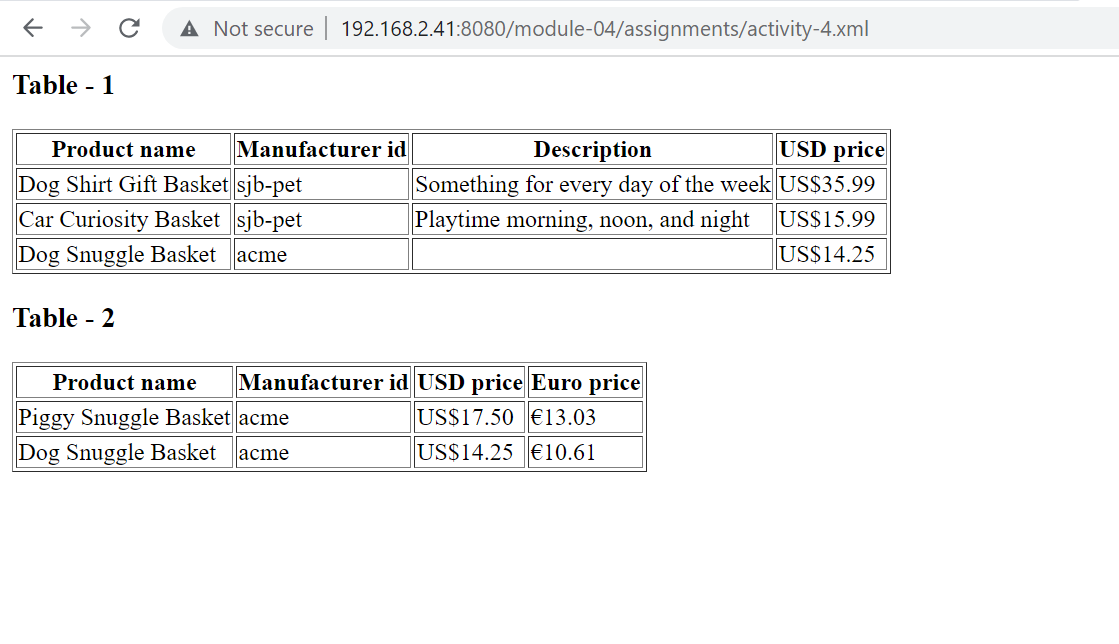 Not secure | 192.168.2.41:8080/module-04/assignments/activity-4.xml
Table - 1
Product name Manufacturer id Description USD price
Dog Shirt Gift Basket sjb-pet Something for every day of the week US$35.99
Car Curiosity Basket sjb-pet Playtime morning, noon, and night US$15.99
Dog Snuggle Basket acme US$14.25
Table - 2
Product name Manufacturer id USD price Euro price
Piggy Snuggle Basket acme US$17.50 €13.03
Dog Snuggle Basket acme US$14.25 €10.61